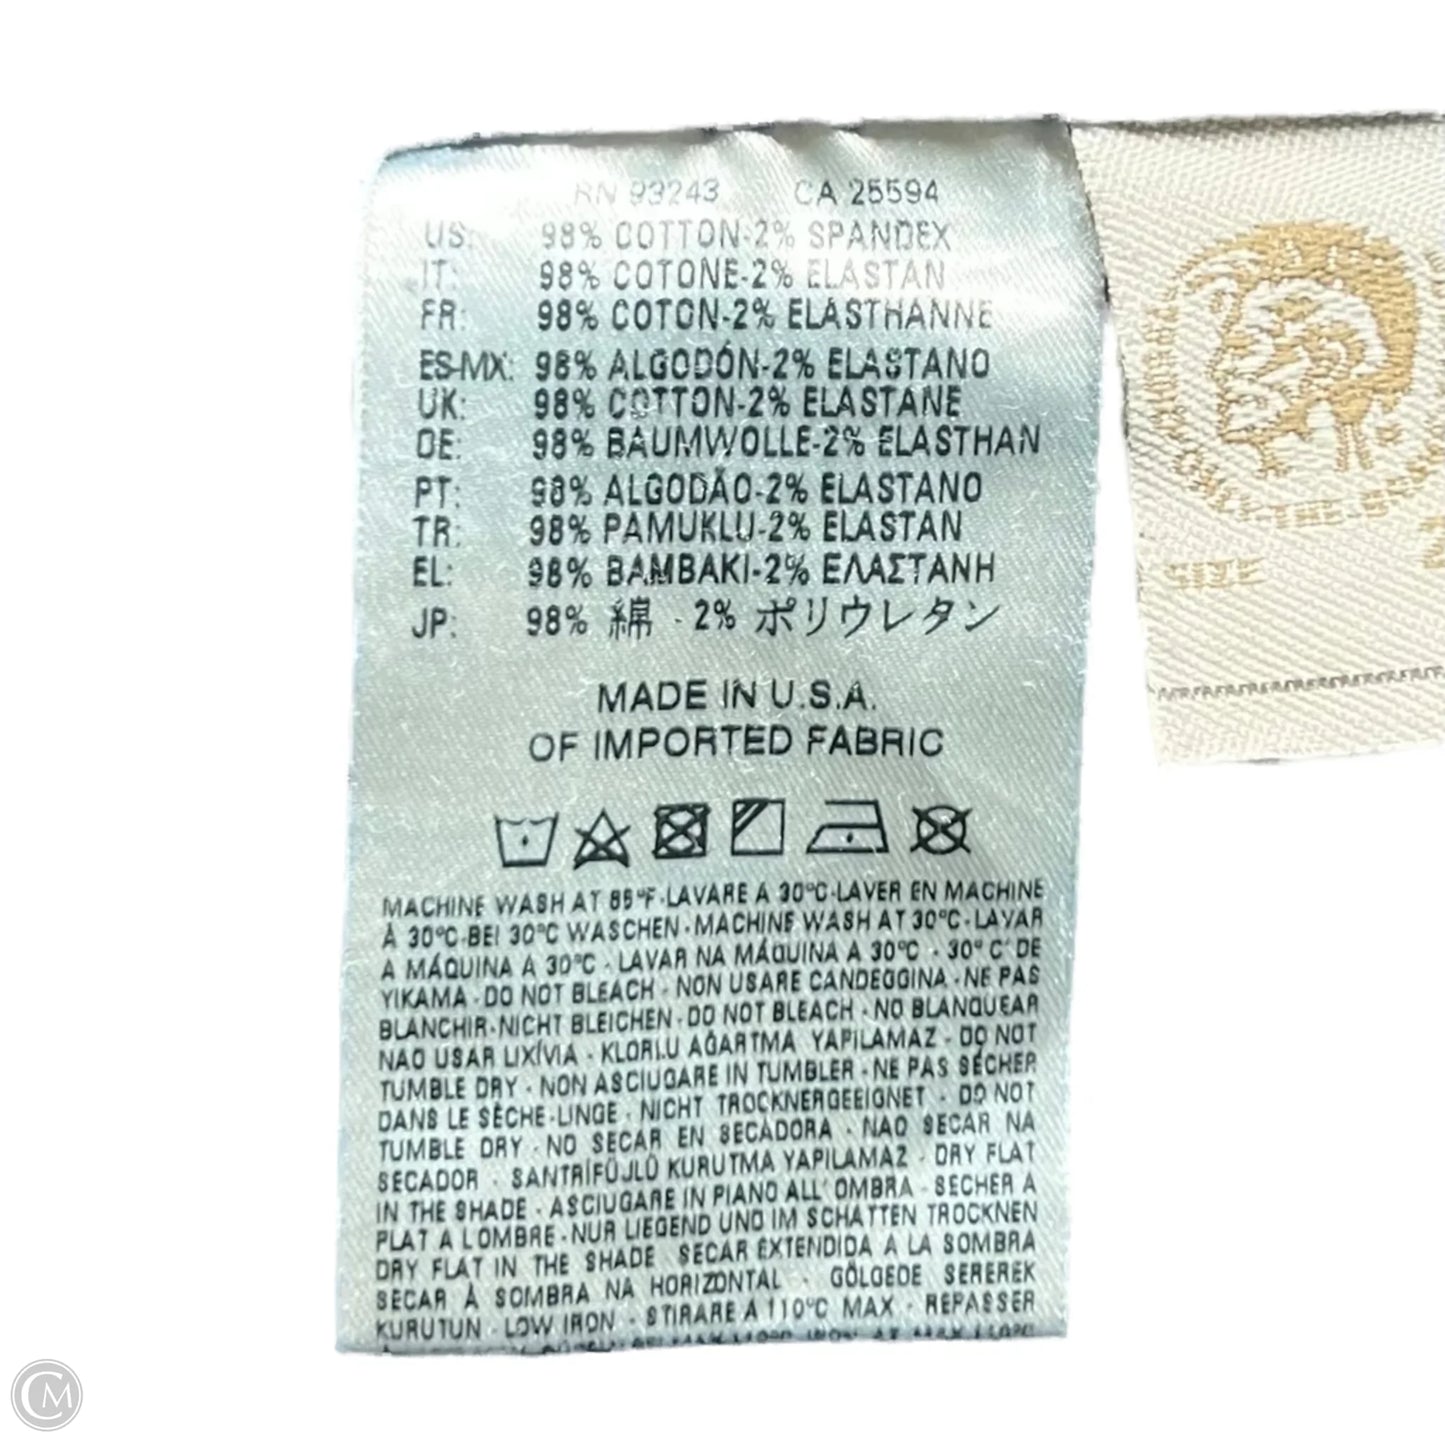 RN 93243 CA 25594
US: 98% COTTON-2% SPANDEX
IT: 98% COTONE-2% ELASTAN
FR: 98% COTON-2% ELASTHANNE
ES-MX: 98% ALGODÓN-2% ELASTANO
UK: 98% COTTON-2% ELASTANE
DE: 98% BAUMWOLLE-2% ELASTHAN
PT: 98% ALGODÃO-2% ELASTANO
TR: 98% PAMUKLU-2% ELASTAN
EL: 98% BAMBAKI-2% ΕΛΑΣΤΑΝΗ
JP: 98% 綿 - 2% ポリウレタン
MADE IN U.S.A.
OF IMPORTED FABRIC
MACHINE WASH AT 85°F-LAVARE A 30°C-LAVER EN MACHINE
À 30°C-BEI 30°C WASCHEN-MACHINE WASH AT 30°C-LAVAR
A MÁQUINA A 30°C - LAVAR NA MÁQUINA A 30°C - 30° C' DE
YIKAMA - DO NOT BLEACH - NON USARE CANDEGGINA - NE PAS
BLANCHIR-NICHT BLEICHEN-DO NOT BLEACH - NO BLANQUEAR
NAO USAR LIXÍVIA - KLORLU AĞARTMA YAPILAMAZ - DO NOT
TUMBLE DRY - NON ASCIUGARE IN TUMBLER - NE PAS SÉCHER
DANS LE SÈCHE-LINGE - NICHT TROCKNERGEEIGNET - DO NOT
TUMBLE DRY - NO SECAR EN SECADORA - NAO SECAR NA
SECADOR - SANTRİFÜJLÜ KURUTMA YAPILAMAZ - DRY FLAT
IN THE SHADE - ASCIUGARE IN PIANO ALL' OMBRA - SECHER A
PLAT A LOMBRE-NUR LIEGEND UND IM SCHATTEN TROCKNEN
DRY FLAT IN THE SHADE SECAR EXTENDIDA A LA SOMBRA
SECAR À SOMBRA NA HORIZONTAL - GÖLGEDE SEREREK
KURUTUN - LOW IRON - STIRARE A 110°C MAX - REPASSER
SIZE
CM